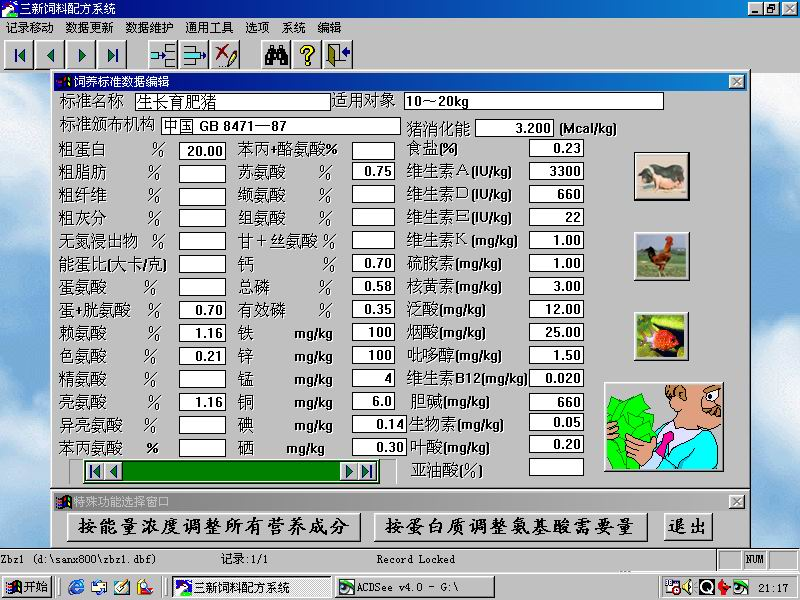 三新饲料配方系统
记录移动 数据更新 数据维护 通用工具 选项 系统 编辑
饲养标准数据编辑
标准名称 生长育肥猪 适用对象 10～20kg
标准颁布机构 中国 GB 8471—87 猪消化能 3.200 (Mcal/kg)
粗蛋白 % 20.00 苯丙+酪氨酸% 食盐(%) 0.23
粗脂肪 % 苏氨酸 % 0.75 维生素A(IU/kg) 3300
粗纤维 % 缬氨酸 % 维生素D(IU/kg) 660
粗灰分 % 组氨酸 % 维生素E(IU/kg) 22
无氮浸出物 % 甘＋丝氨酸% 维生素K(mg/kg) 1.00
能蛋比(大卡/克) 钙 % 0.70 硫胺素(mg/kg) 1.00
蛋氨酸 % 总磷 % 0.58 核黄素(mg/kg) 3.00
蛋+胱氨酸 % 0.70 有效磷 % 0.35 泛酸(mg/kg) 12.00
赖氨酸 % 1.16 铁 mg/kg 100 烟酸(mg/kg) 25.00
色氨酸 % 0.21 锌 mg/kg 100 吡哆醇(mg/kg) 1.50
精氨酸 % 锰 mg/kg 4 维生素B12(mg/kg) 0.020
亮氨酸 % 1.16 铜 mg/kg 6.0 胆碱(mg/kg) 660
异亮氨酸 % 碘 mg/kg 0.14 生物素(mg/kg) 0.05
苯丙氨酸 % 硒 mg/kg 0.30 叶酸(mg/kg) 0.20
亚油酸(%)
特殊功能选择窗口
按能量浓度调整所有营养成分 按蛋白质调整氨基酸需要量 退出
Zbz1 (d:\sanx800\zbz1.dbf) 记录:1/1 Record Locked NUM
开始 三新饲料配方系统 ACDSee v4.0 - G:\ 21:17